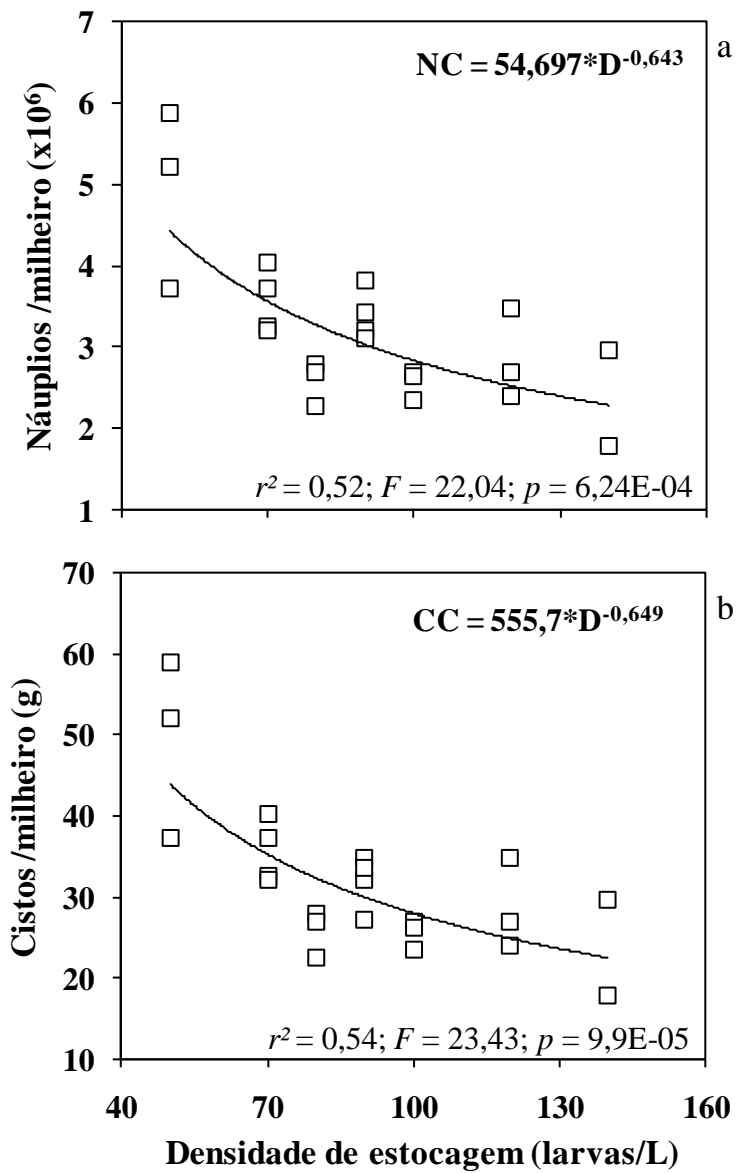 a
NC = 54,697*D^-0,643
7
6
5
4
3
2
1
Náuplios /milheiro (x10⁶)
r² = 0,52; F = 22,04; p = 6,24E-04
b
CC = 555,7*D^-0,649
70
60
50
40
30
20
10
Cistos /milheiro (g)
r² = 0,54; F = 23,43; p = 9,9E-05
40 70 100 130 160
Densidade de estocagem (larvas/L)